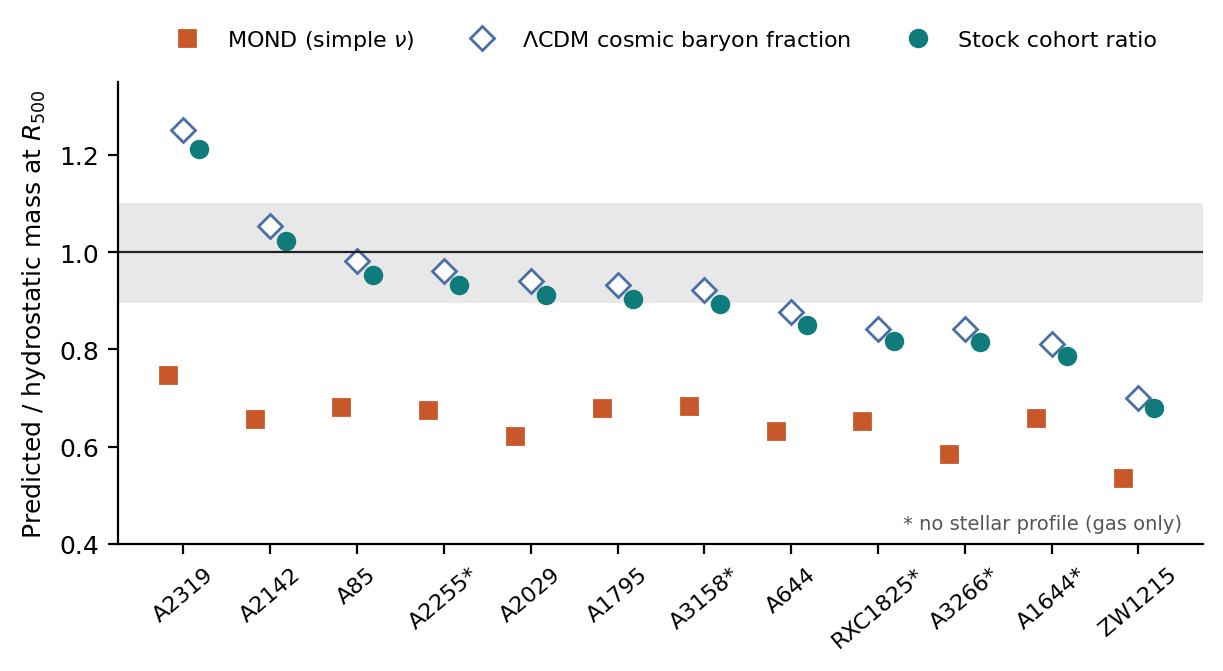 MOND (simple ν)
ΛCDM cosmic baryon fraction
Stock cohort ratio
Predicted / hydrostatic mass at R500
1.2
1.0
0.8
0.6
0.4
* no stellar profile (gas only)
A2319
A2142
A85
A2255*
A2029
A1795
A3158*
A644
RXC1825*
A3266*
A1644*
ZW1215